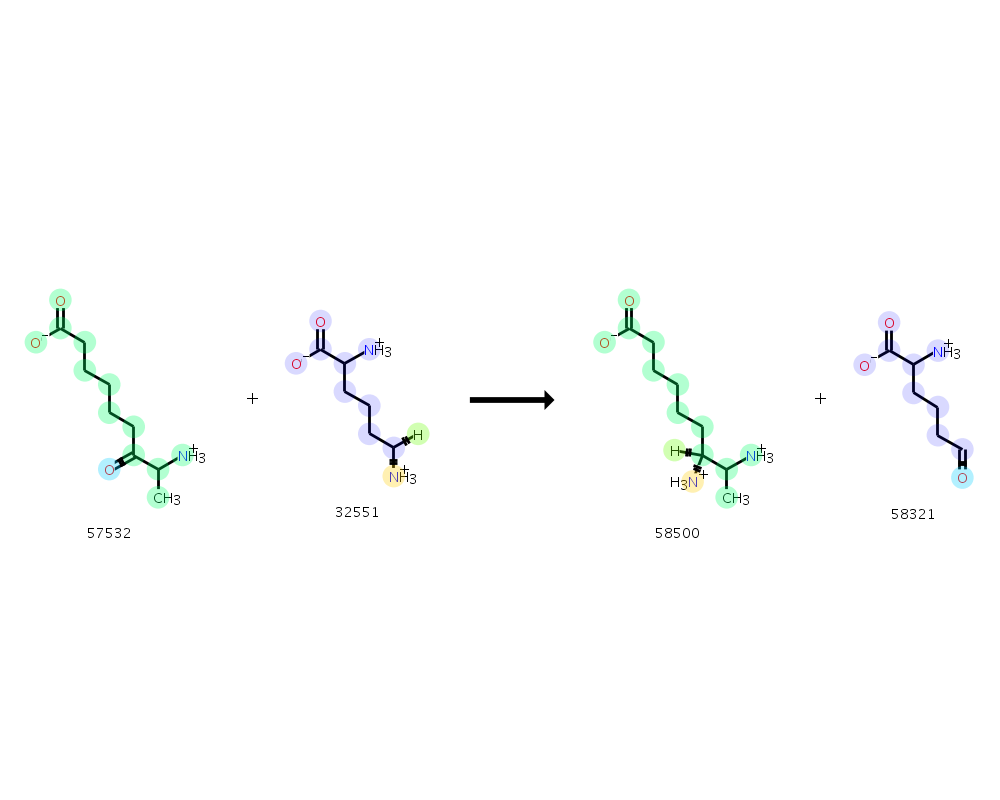 O
O
-
O
+
NH3
CH3
57532
+
O
O
-
+
NH3
H
+
NH3
32551
O
O
-
H
H3N
+
+
NH3
CH3
58500
+
O
O
-
+
NH3
O
58321